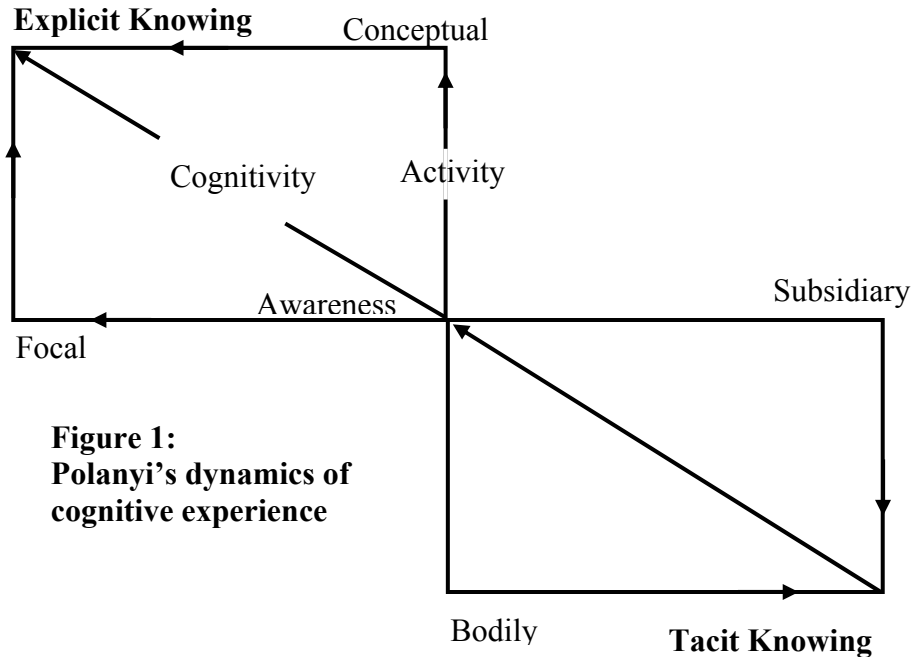 Explicit Knowing
Conceptual
Cognitivity
Activity
Awareness
Subsidiary
Focal
Figure 1:
Polanyi’s dynamics of
cognitive experience
Bodily
Tacit Knowing